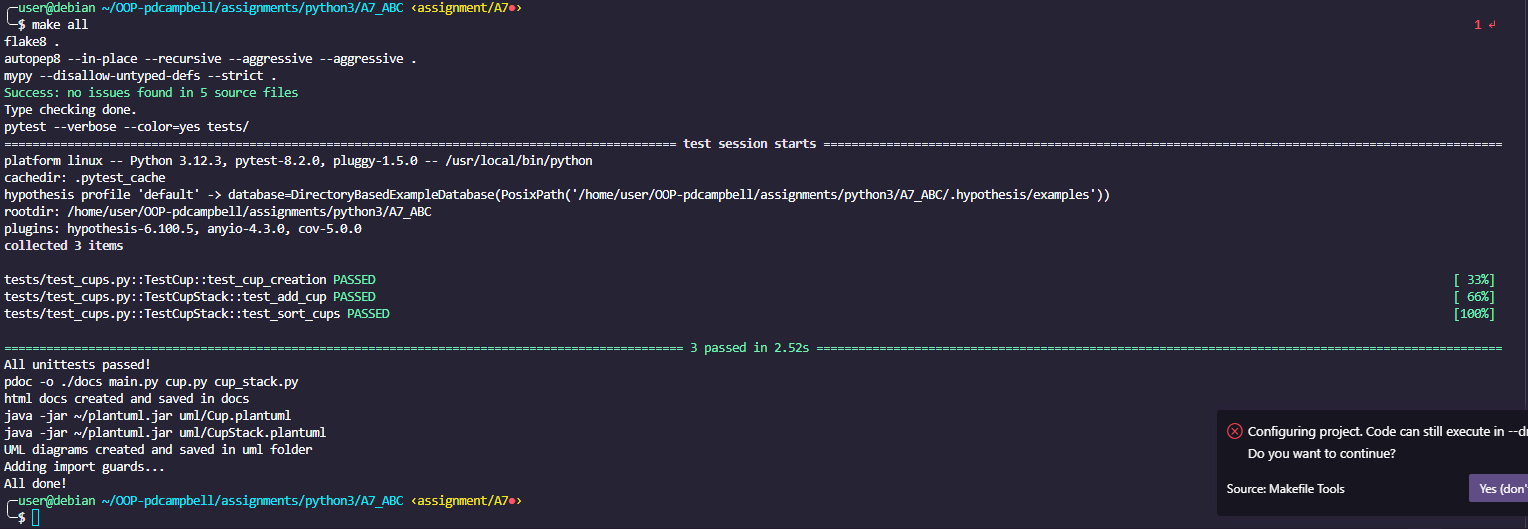 ╭─user@debian ~/OOP-pdcampbell/assignments/python3/A7_ABC ‹assignment/A7●›
╰─$ make all 1 ↵
flake8 .
autopep8 --in-place --recursive --aggressive --aggressive .
mypy --disallow-untyped-defs --strict .
Success: no issues found in 5 source files
Type checking done.
pytest --verbose --color=yes tests/
=============================== test session starts ===============================
platform linux -- Python 3.12.3, pytest-8.2.0, pluggy-1.5.0 -- /usr/local/bin/python
cachedir: .pytest_cache
hypothesis profile 'default' -> database=DirectoryBasedExampleDatabase(PosixPath('/home/user/OOP-pdcampbell/assignments/python3/A7_ABC/.hypothesis/examples'))
rootdir: /home/user/OOP-pdcampbell/assignments/python3/A7_ABC
plugins: hypothesis-6.100.5, anyio-4.3.0, cov-5.0.0
collected 3 items
tests/test_cups.py::TestCup::test_cup_creation PASSED [ 33%]
tests/test_cups.py::TestCupStack::test_add_cup PASSED [ 66%]
tests/test_cups.py::TestCupStack::test_sort_cups PASSED [100%]
=============================== 3 passed in 2.52s ===============================
All unittests passed!
pdoc -o ./docs main.py cup.py cup_stack.py
html docs created and saved in docs
java -jar ~/plantuml.jar uml/Cup.plantuml
java -jar ~/plantuml.jar uml/CupStack.plantuml
UML diagrams created and saved in uml folder
Adding import guards...
All done!
╭─user@debian ~/OOP-pdcampbell/assignments/python3/A7_ABC ‹assignment/A7●›
╰─$
Configuring project. Code can still execute in
Do you want to continue?
Source: Makefile Tools
Yes